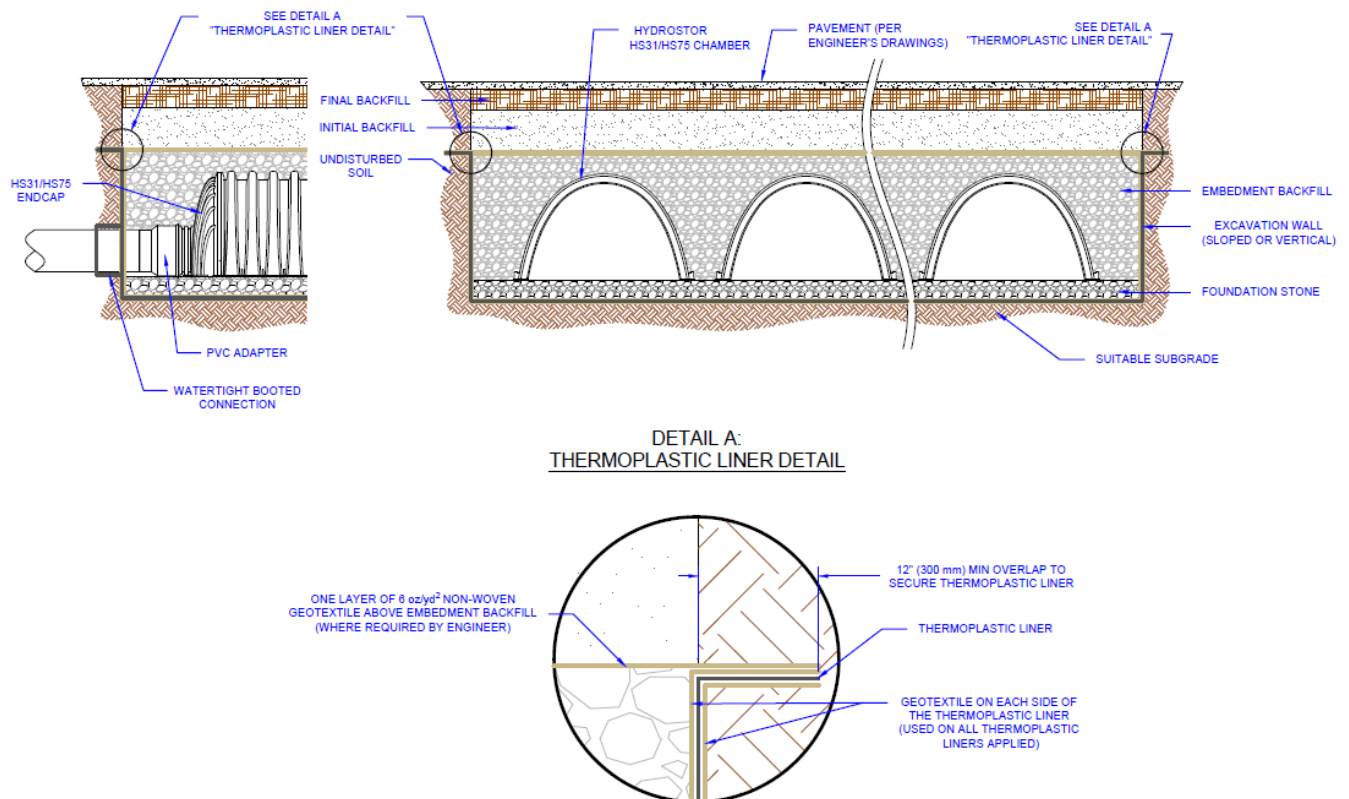 SEE DETAIL A
"THERMOPLASTIC LINER DETAIL"
HYDROSTOR
HS31/HS75 CHAMBER
PAVEMENT (PER
ENGINEER'S DRAWINGS)
SEE DETAIL A
"THERMOPLASTIC LINER DETAIL"
FINAL BACKFILL
INITIAL BACKFILL
UNDISTURBED
SOIL
HS31/HS75
ENDCAP
EMBEDMENT BACKFILL
EXCAVATION WALL
(SLOPED OR VERTICAL)
FOUNDATION STONE
PVC ADAPTER
SUITABLE SUBGRADE
WATERTIGHT BOOTED
CONNECTION
DETAIL A:
THERMOPLASTIC LINER DETAIL
12" (300 mm) MIN OVERLAP TO
SECURE THERMOPLASTIC LINER
ONE LAYER OF 6 oz/yd² NON-WOVEN
GEOTEXTILE ABOVE EMBEDMENT BACKFILL
(WHERE REQUIRED BY ENGINEER)
THERMOPLASTIC LINER
GEOTEXTILE ON EACH SIDE OF
THE THERMOPLASTIC LINER
(USED ON ALL THERMOPLASTIC
LINERS APPLIED)